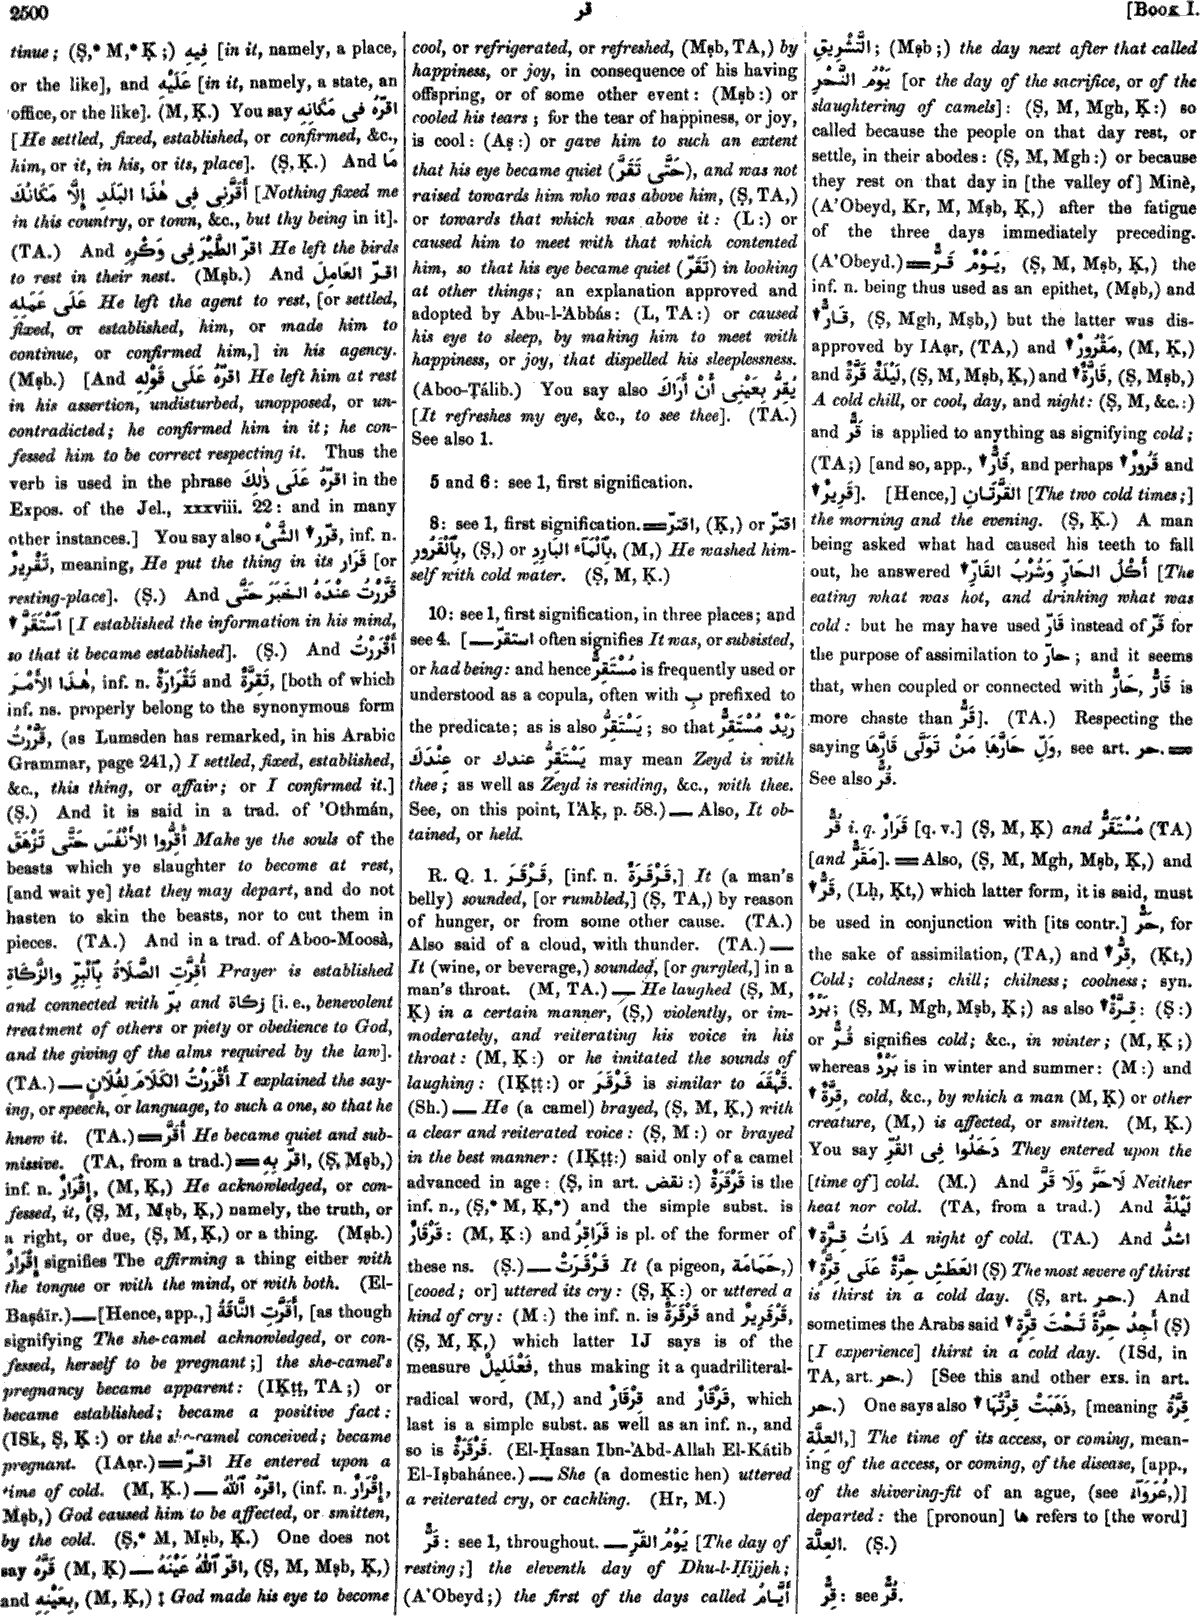 2500
قر
[Book I.
tinue; (Ṣ,* M,* Ḳ;) فِيهِ [in it, namely, a place,
or the like], and عَلَيْهِ [in it, namely, a state, an
office, or the like]. (M, Ḳ.) You say اقرّهُ فِى مَكَانِهِ
[He settled, fixed, established, or confirmed, &c.,
him, or it, in his, or its, place]. (Ṣ, Ḳ.) And مَا
أَقَرَّنِى فِى هٰذَا البَلَدِ إِلَّا مَكَانُكَ [Nothing fixed me
in this country, or town, &c., but thy being in it].
(TA.) And اقرّ الطَّيْرَ فِى وَكْرِهِ He left the birds
to rest in their nest. (Mṣb.) And اقرّ العَامِلَ
عَلَى عَمَلِهِ He left the agent to rest, [or settled,
fixed, or established, him, or made him to
continue, or confirmed him,] in his agency.
(Mṣb.) [And اقرّهُ عَلَى قَوْلِهِ He left him at rest
in his assertion, undisturbed, unopposed, or un-
contradicted; he confirmed him in it; he con-
fessed him to be correct respecting it. Thus the
verb is used in the phrase اقرّهُ عَلَى ذٰلِكَ in the
Expos. of the Jel., xxxviii. 22: and in many
other instances.] You say also قرّر↓ الشَّىْءَ, inf. n.
تَقْرِيرٌ, meaning, He put the thing in its قَرَار [or
resting-place]. (Ṣ.) And قَرَّرْتُ عِنْدَهُ الخَبَرَ حَتَّى
ٱسْتَقَرَّ↓ [I established the information in his mind,
so that it became established]. (Ṣ.) And أَقْرَرْتُ
هٰذَا الأَمْرَ, inf. n. تَقْرَارَةٌ and تَقِرَّةٌ, [both of which
inf. ns. properly belong to the synonymous form
قَرَّرْتُ, (as Lumsden has remarked, in his Arabic
Grammar, page 241,) I settled, fixed, established,
&c., this thing, or affair; or I confirmed it.]
(Ṣ.) And it is said in a trad. of 'Othmán,
أَقِرُّوا الأَنْفُسَ حَتَّى تَزْهَقَ Make ye the souls of the
beasts which ye slaughter to become at rest,
[and wait ye] that they may depart, and do not
hasten to skin the beasts, nor to cut them in
pieces. (TA.) And in a trad. of Aboo-Moosà,
أُقِرَّتِ الصَّلَاةُ بِٱلْبِرِّ والزَّكَاةِ Prayer is established
and connected with بِرّ and زكاة [i. e., benevolent
treatment of others or piety or obedience to God,
and the giving of the alms required by the law].
(TA.) — أَقْرَرْتُ الكَلَامَ لِفُلَانٍ I explained the say-
ing, or speech, or language, to such a one, so that he
knew it. (TA.) = أَقَرَّ He became quiet and sub-
missive. (TA, from a trad.) = اقرّ بِهِ, (Ṣ, Mṣb,)
inf. n. إِقْرَارٌ, (M, Ḳ,) He acknowledged, or con-
fessed, it, (Ṣ, M, Mṣb, Ḳ,) namely, the truth, or
a right, or due, (Ṣ, M, Ḳ,) or a thing. (Mṣb.)
إِقْرَارٌ signifies The affirming a thing either with
the tongue or with the mind, or with both. (El-
Baṣáïr.) — [Hence, app.,] أَقَرَّتِ النَّاقَةُ, [as though
signifying The she-camel acknowledged, or con-
fessed, herself to be pregnant;] the she-camel's
pregnancy became apparent: (IḲṭṭ, TA;) or
became established; became a positive fact:
(ISk, Ṣ, Ḳ:) or the she-camel conceived; became
pregnant. (IAạr.) = اقرّ He entered upon a
time of cold. (M, Ḳ.) — اقرّهُ ٱللّٰهُ, (inf. n. إِقْرَارٌ,
Mṣb,) God caused him to be affected, or smitten,
by the cold. (Ṣ,* M, Mṣb, Ḳ.) One does not
say قَرَّهُ (M, Ḳ) — اقرّ ٱللّٰهُ عَيْنَهُ, (Ṣ, M, Mṣb, Ḳ,)
and بِعَيْنِهِ, (M, Ḳ,) ‡ God made his eye to become
cool, or refrigerated, or refreshed, (Mṣb, TA,) by
happiness, or joy, in consequence of his having
offspring, or of some other event: (Mṣb:) or
cooled his tears; for the tear of happiness, or joy,
is cool: (Aṣ:) or gave him to such an extent
that his eye became quiet (حَتَّى تَقَرَّ), and was not
raised towards him who was above him, (Ṣ, TA,)
or towards that which was above it: (L:) or
caused him to meet with that which contented
him, so that his eye became quiet (تَقَرّ) in looking
at other things; an explanation approved and
adopted by Abu-l-'Abbás: (L, TA:) or caused
his eye to sleep, by making him to meet with
happiness, or joy, that dispelled his sleeplessness.
(Aboo-Ṭálib.) You say also يُقِرُّ بِعَيْنِى أَنْ أَرَاكَ
[It refreshes my eye, &c., to see thee]. (TA.)
See also 1.
5 and 6: see 1, first signification.
8: see 1, first signification. = اقترّ, (Ḳ,) or اقترّ
بِٱلْقَرُورِ, (Ṣ,) or بِٱلْمَآءِ البَارِدِ, (M,) He washed him-
self with cold water. (Ṣ, M, Ḳ.)
10: see 1, first signification, in three places; and
see 4. [— استقرّ often signifies It was, or subsisted,
or had being: and hence مُسْتَقِرٌّ is frequently used or
understood as a copula, often with بِ prefixed to
the predicate; as is also يَسْتَقِرُّ; so that زَيْدٌ مُسْتَقِرٌّ
عِنْدَكَ or يَسْتَقِرُّ عندك may mean Zeyd is with
thee; as well as Zeyd is residing, &c., with thee.
See, on this point, I'Aḳ, p. 58.) — Also, It ob-
tained, or held.
R. Q. 1. قَرْقَرَ, [inf. n. قَرْقَرَةٌ,] It (a man's
belly) sounded, [or rumbled,] (Ṣ, TA,) by reason
of hunger, or from some other cause. (TA.)
Also said of a cloud, with thunder. (TA.) —
It (wine, or beverage,) sounded, [or gurgled,] in a
man's throat. (M, TA.) — He laughed (Ṣ, M,
Ḳ) in a certain manner, (Ṣ,) violently, or im-
moderately, and reiterating his voice in his
throat: (M, Ḳ:) or he imitated the sounds of
laughing: (IḲṭṭ:) or قَرْقَرَ is similar to قَهْقَهَ.
(Sh.) — He (a camel) brayed, (Ṣ, M, Ḳ,) with
a clear and reiterated voice: (Ṣ, M:) or brayed
in the best manner: (IḲṭṭ:) said only of a camel
advanced in age: (Ṣ, in art. نقض:) قَرْقَرَةٌ is the
inf. n., (Ṣ,* M, Ḳ,*) and the simple subst. is
قَرْقَارٌ: (M, Ḳ:) and قَرَاقِرُ is pl. of the former of
these ns. (Ṣ.) — قَرْقَرَتْ It (a pigeon, حَمَامَة,)
[cooed; or] uttered its cry: (Ṣ, Ḳ:) or uttered a
kind of cry: (M:) the inf. n. is قَرْقَرَةٌ and قَرْقَرِيرٌ,
(Ṣ, M, Ḳ,) which latter IJ says is of the
measure فَعْلَلِيلٌ, thus making it a quadriliteral-
radical word, (M,) and قِرْقَارٌ and قَرْقَارٌ, which
last is a simple subst. as well as an inf. n., and
so is قَرْقَرَةٌ. (El-Ḥasan Ibn-'Abd-Allah El-Kátib
El-Iṣbahánee.) — She (a domestic hen) uttered
a reiterated cry, or cackling. (Hr, M.)
قَرٌّ: see 1, throughout. — يَوْمُ القَرِّ [The day of
resting;] the eleventh day of Dhu-l-Ḥijjeh;
(A'Obeyd;) the first of the days called أَيَّامُ
التَّشْرِيقِ; (Mṣb;) the day next after that called
يَوْمُ النَّحْرِ [or the day of the sacrifice, or of the
slaughtering of camels]: (Ṣ, M, Mgh, Ḳ:) so
called because the people on that day rest, or
settle, in their abodes: (Ṣ, M, Mgh:) or because
they rest on that day in [the valley of] Minè,
(A'Obeyd, Kr, M, Mṣb, Ḳ,) after the fatigue
of the three days immediately preceding.
(A'Obeyd.) = يَوْمٌ قَرٌّ, (Ṣ, M, Mṣb, Ḳ,) the
inf. n. being thus used as an epithet, (Mṣb,) and
قَارٌّ↓, (Ṣ, Mgh, Mṣb,) but the latter was dis-
approved by IAạr, (TA,) and مَقْرُورٌ↓, (M, Ḳ,)
and لَيْلَةٌ قَرَّةٌ, (Ṣ, M, Mṣb, Ḳ,) and قَارَّةٌ↓, (Ṣ, Mṣb,)
A cold chill, or cool, day, and night: (Ṣ, M, &c.:)
and قَرٌّ is applied to anything as signifying cold;
(TA;) [and so, app., قَارٌّ↓, and perhaps قَرُورٌ↓ and
قَرِيرٌ↓]. [Hence,] القَرَّتَانِ [The two cold times;]
the morning and the evening. (Ṣ, Ḳ.) A man
being asked what had caused his teeth to fall
out, he answered أَكْلُ الحَارِّ وَشُرْبُ القَارِّ↓ [The
eating what was hot, and drinking what was
cold: but he may have used قَارّ instead of قَرّ for
the purpose of assimilation to حَارّ; and it seems
that, when coupled or connected with حَارٌّ, قَارٌّ is
more chaste than قَرٌّ]. (TA.) Respecting the
saying وَلِّ حَارَّهَا مَنْ تَوَلَّى قَارَّهَا, see art. حر. =
See also قُرٌّ.
قُرٌّ i. q. قَرَارٌ [q. v.] (Ṣ, M, Ḳ) and مُسْتَقَرٌّ (TA)
[and مَقَرٌّ]. = Also, (Ṣ, M, Mgh, Mṣb, Ḳ,) and
قَرٌّ↓, (Lḥ, Ḳt,) which latter form, it is said, must
be used in conjunction with [its contr.] حَرٌّ, for
the sake of assimilation, (TA,) and قِرٌّ↓, (Ḳt,)
Cold; coldness; chill; chilness; coolness; syn.
بَرْدٌ; (Ṣ, M, Mgh, Mṣb, Ḳ;) as also قِرَّةٌ↓: (Ṣ:)
or قُرٌّ signifies cold; &c., in winter; (M, Ḳ;)
whereas بَرْدٌ is in winter and summer: (M:) and
قِرَّةٌ↓, cold, &c., by which a man (M, Ḳ) or other
creature, (M,) is affected, or smitten. (M, Ḳ.)
You say دَخَلُوا فِى القُرِّ They entered upon the
[time of] cold. (M.) And لَاحَرَّ وَلَا قَرَّ Neither
heat nor cold. (TA, from a trad.) And لَيْلَةٌ
ذَاتُ قِرَّةٍ↓ A night of cold. (TA.) And اشدُّ
العَطَشِ حِرَّةٌ عَلَى قِرَّةٍ↓ (Ṣ) The most severe of thirst
is thirst in a cold day. (Ṣ, art. حر.) And
sometimes the Arabs said أَجِدُ حِرَّةً تَحْتَ قِرَّةٍ↓ (Ṣ)
[I experience] thirst in a cold day. (ISd, in
TA, art. حر.) [See this and other exs. in art.
حر.) One says also ذَهَبَتْ قِرَّتُهَا↓, [meaning قِرَّةُ
العِلَّةِ,] The time of its access, or coming, mean-
ing of the access, or coming, of the disease, [app.,
of the shivering-fit of an ague, (see عُرَوَآءُ,)]
departed: the [pronoun] ها refers to [the word]
العِلَّة. (Ṣ.)
قِرٌّ: see قُرٌّ.